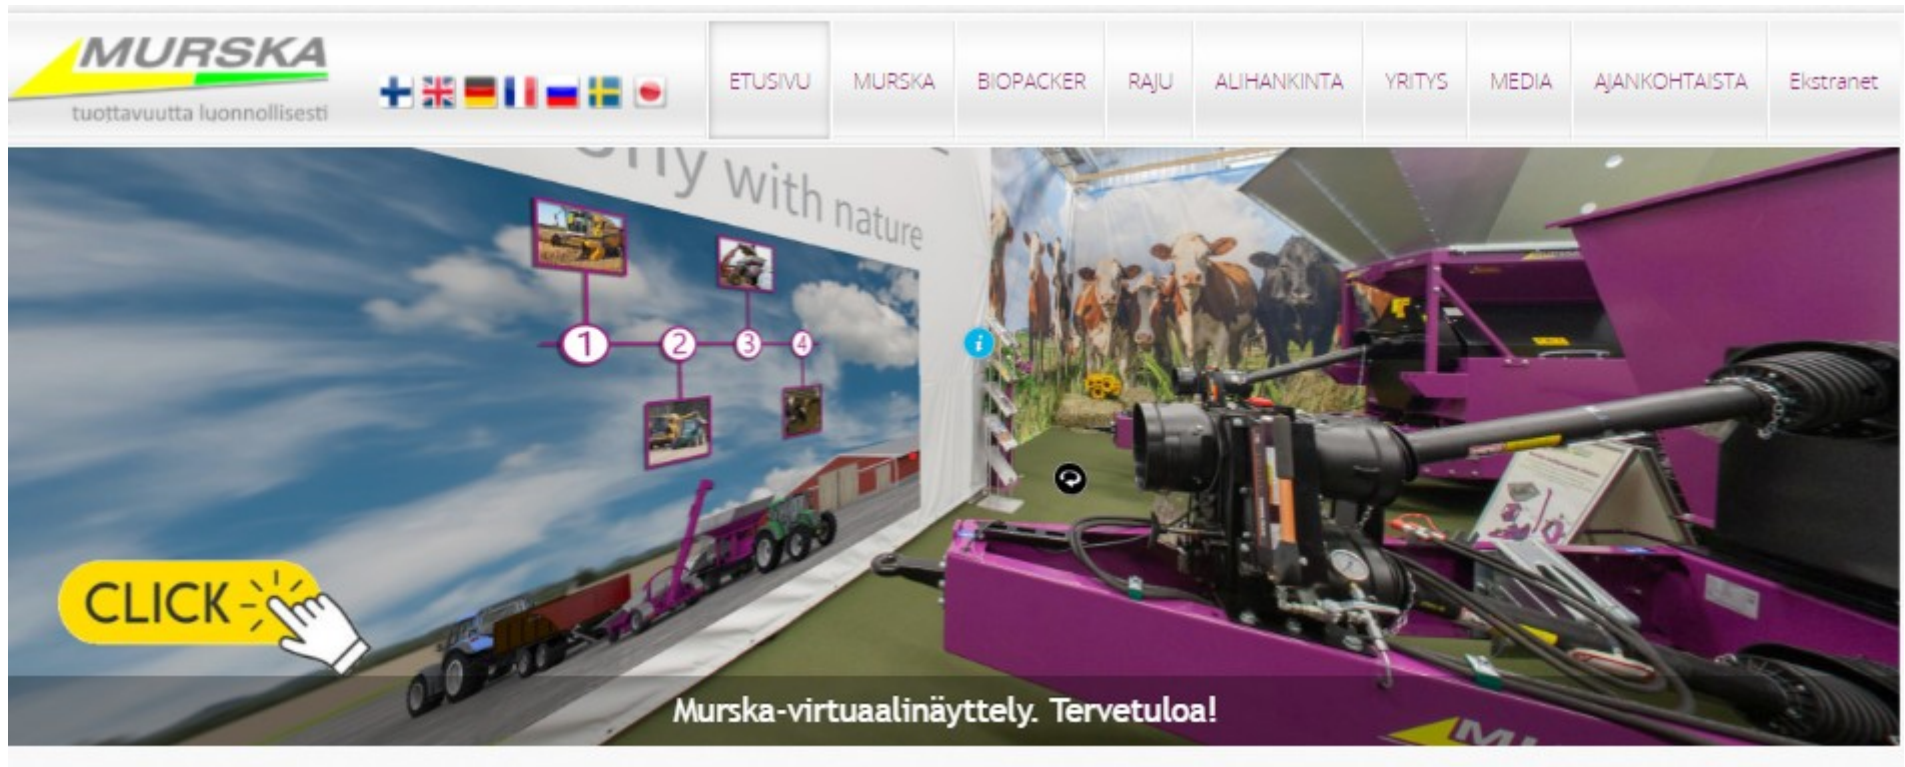 MURSKA
tuottavuutta luonnollisesti
ETUSIVU
MURSKA
BIOPACKER
RAJU
ALIHANKINTA
YRITYS
MEDIA
AJANKOHTAISTA
Ekstranet
with nature
1
2
3
4
i
CLICK
Murska-virtuaalinäyttely. Tervetuloa!